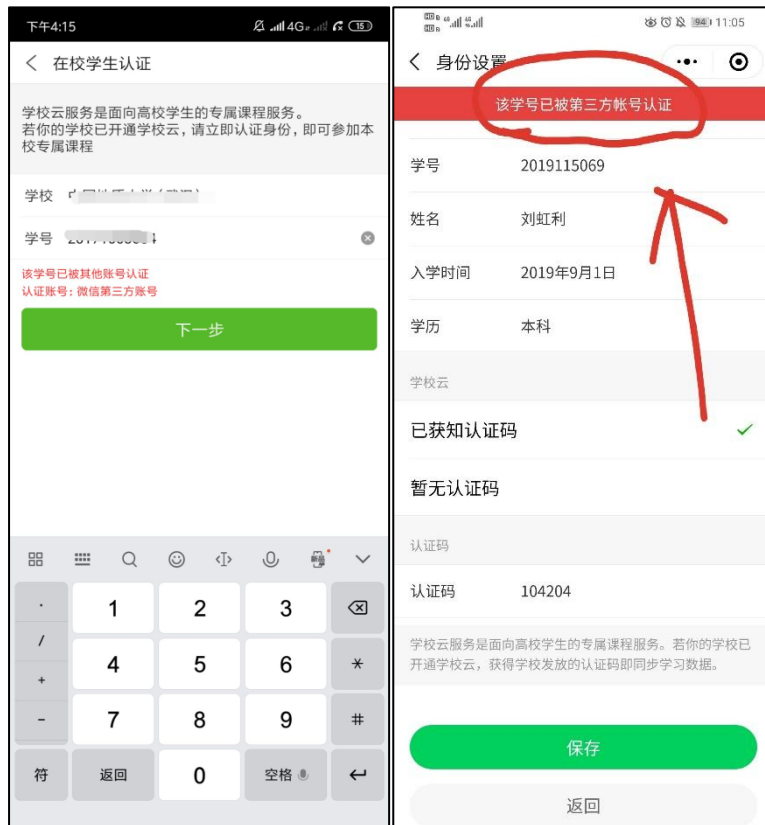 下午4:15
4G
15
在校学生认证
学校云服务是面向高校学生的专属课程服务。
若你的学校已开通学校云，请立即认证身份，即可参加本
校专属课程
学校
学号
该学号已被其他账号认证
认证账号：微信第三方账号
下一步
·
1
2
3
/
4
5
6
*
+
-
7
8
9
#
符
返回
0
空格
94
11:05
身份设置
该学号已被第三方帐号认证
学号 2019115069
姓名 刘虹利
入学时间 2019年9月1日
学历 本科
学校云
已获知认证码
暂无认证码
认证码
认证码 104204
学校云服务是面向高校学生的专属课程服务。若你的学校已
开通学校云，获得学校发放的认证码即同步学习数据。
保存
返回